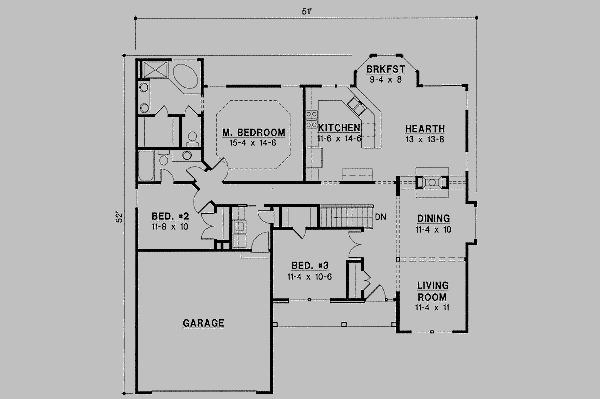 51'
BRKFST
9-4 x 8
M. BEDROOM
15-4 x 14-6
KITCHEN
11-6 x 14-6
HEARTH
13 x 13-8
52'
BED. #2
11-8 x 10
DN
DINING
11-4 x 10
BED. #3
11-4 x 10-6
LIVING
ROOM
11-4 x 11
GARAGE